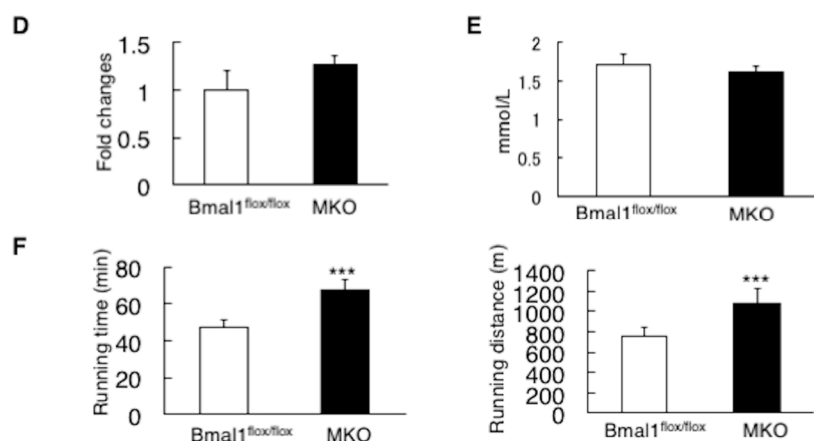 D
Fold changes
1.5
1
0.5
0
Bmal1flox/flox MKO
E
mmol/L
2
1.5
1
0.5
0
Bmal1flox/flox MKO
F
Running time (min)
80
60
40
20
0
***
Bmal1flox/flox MKO
Running distance (m)
1400
1200
1000
800
600
400
200
0
***
Bmal1flox/flox MKO